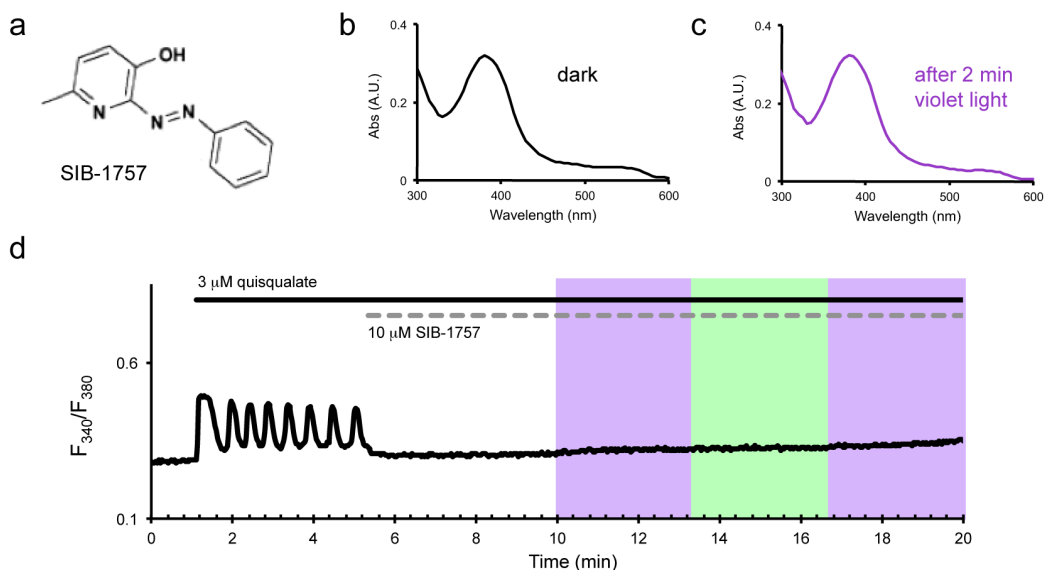 a
OH
N
N
N
SIB-1757
b
0.4
0.2
0
Abs (A.U.)
dark
300
400
500
600
Wavelength (nm)
c
0.4
0.2
0
Abs (A.U.)
after 2 min
violet light
300
400
500
600
Wavelength (nm)
d
3 μM quisqualate
10 μM SIB-1757
0.6
0.1
F340/F380
0 2 4 6 8 10 12 14 16 18 20
Time (min)